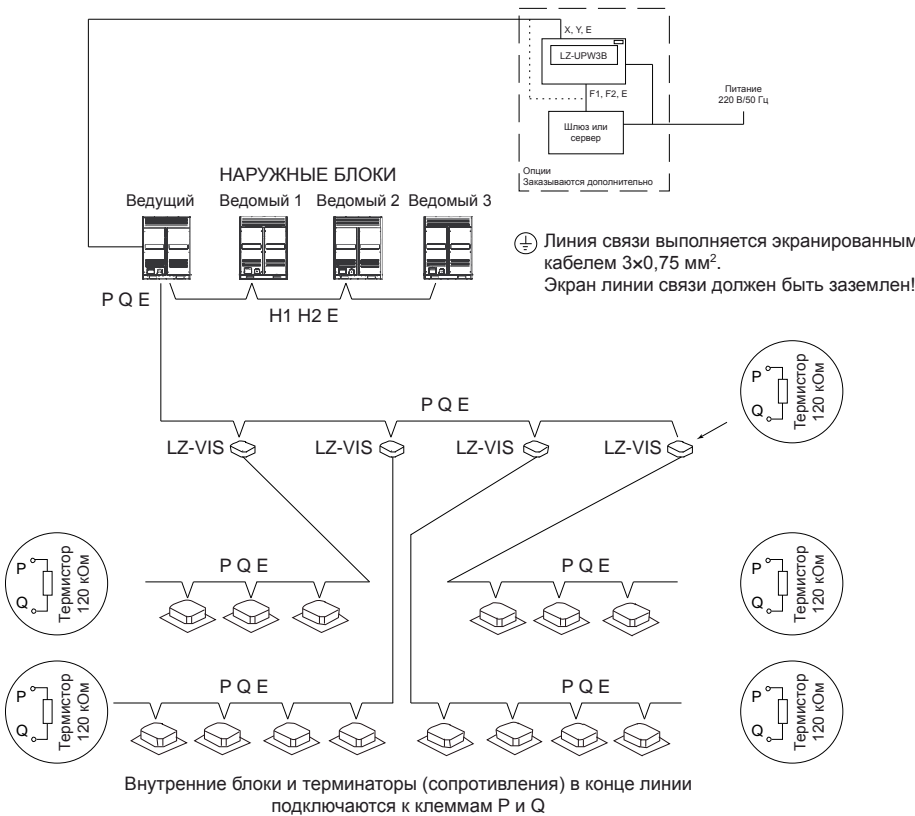 X, Y, E
LZ-UPW3B
F1, F2, E
Шлюз или
сервер
Питание
220 В/50 Гц
Опции
Заказываются дополнительно
НАРУЖНЫЕ БЛОКИ
Ведущий
Ведомый 1
Ведомый 2
Ведомый 3
Линия связи выполняется экранированным
кабелем 3×0,75 мм².
Экран линии связи должен быть заземлен!
P Q E
H1 H2 E
P Q E
P
Q
Термистор
120 кОм
LZ-VIS
LZ-VIS
LZ-VIS
LZ-VIS
P
Q
Термистор
120 кОм
P Q E
P Q E
P
Q
Термистор
120 кОм
P
Q
Термистор
120 кОм
P Q E
P Q E
P
Q
Термистор
120 кОм
Внутренние блоки и терминаторы (сопротивления) в конце линии
подключаются к клеммам P и Q